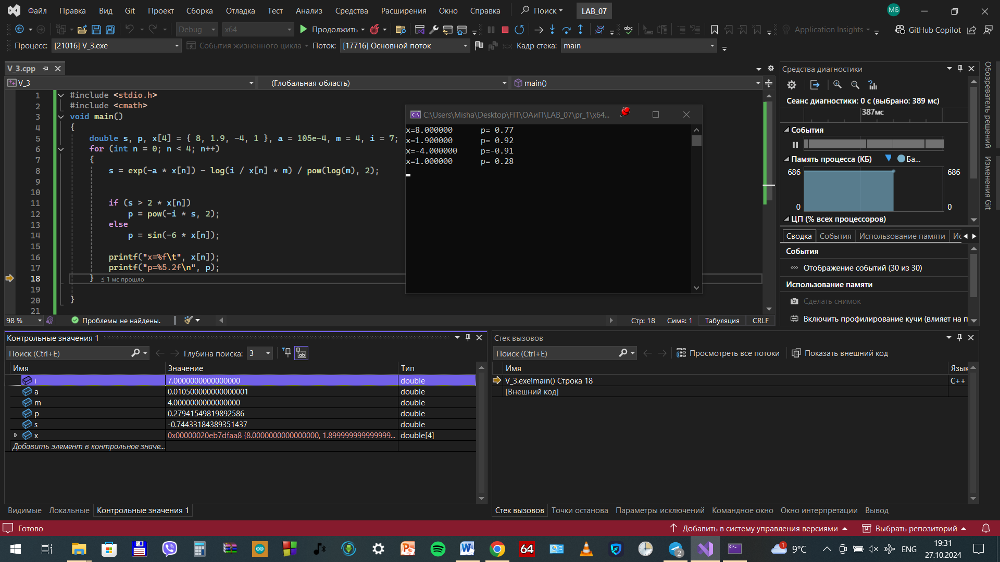 Файл Правка Вид Git Проект Сборка Отладка Тест Анализ Средства Расширения Окно Справка Поиск LAB_07 МБ
Debug x64 Продолжить abc Application Insights GitHub Copilot
Процесс: [21016] V_3.exe События жизненного цикла Поток: [17716] Основной поток Кадр стека: main
V_3.cpp
V_3 (Глобальная область) main()
1 #include <stdio.h>
2 #include <cmath>
3 void main()
4 {
5 double s, p, x[4] = { 8, 1.9, -4, 1 }, a = 105e-4, m = 4, i = 7;
6 for (int n = 0; n < 4; n++)
7 {
8 s = exp(-a * x[n]) - log(i / x[n] * m) / pow(log(m), 2);
9
10
11 if (s > 2 * x[n])
12 p = pow(-i * s, 2);
13 else
14 p = sin(-6 * x[n]);
15
16 printf("x=%f\t", x[n]);
17 printf("p=%5.2f\n", p);
18 } ≤ 1 мс прошло
19
20 }
21
C:\Users\Misha\Desktop\FIT\ОАиП\LAB_07\pr_1\x64...
x=8.000000 p= 0.77
x=1.900000 p= 0.92
x=-4.000000 p=-0.91
x=1.000000 p= 0.28
98 % Проблемы не найдены. Стр: 18 Симв: 1 Табуляция CRLF
Средства диагностики
Сеанс диагностики: 0 с (выбрано: 389 мс)
387мс
События
Память процесса (КБ) Ба...
686 686
0 0
ЦП (% всех процессоров)
Сводка События Использование памяти Ис
События
Отображение событий (30 из 30)
Использование памяти
Сделать снимок
Включить профилирование кучи (влияет на п
Обозреватель решений
Изменения Git
Контрольные значения 1
Поиск (Ctrl+E) Глубина поиска: 3
Имя Значение Тип
i 7.0000000000000000 double
a 0.010500000000000001 double
m 4.0000000000000000 double
p 0.27941549819892586 double
s -0.74433184389351437 double
x 0x00000020eb7dfaa8 {8.0000000000000000, 1.899999999999999... double[4]
Добавить элемент в контрольное значе...
Видимые Локальные Контрольные значения 1
Стек вызовов
Поиск (Ctrl+E) Просмотреть все потоки Показать внешний код
Имя Язык
V_3.exe!main() Строка 18 C++
[Внешний код]
Стек вызовов Точки останова Параметры исключений Командное окно Окно интерпретации Вывод
Готово Добавить в систему управления версиями Выбрать репозиторий
64 2 1 9°C ENG 19:31
27.10.2024